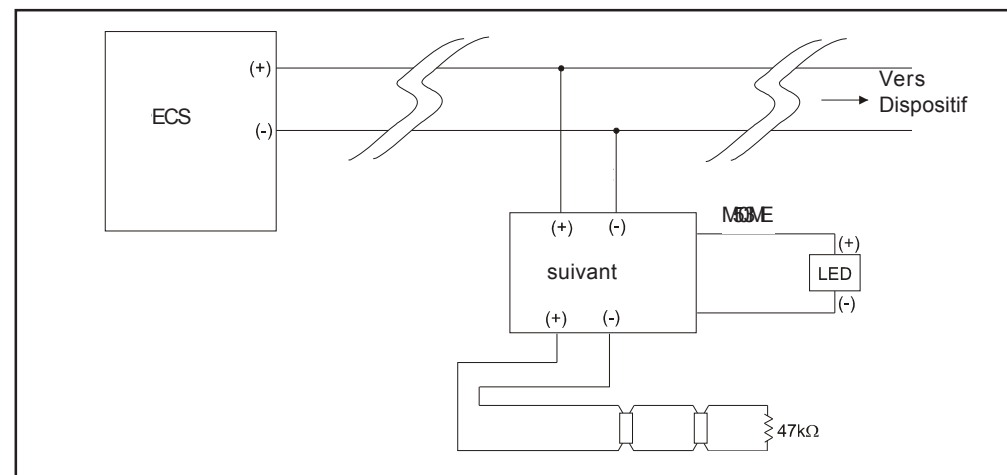 (+)
ECS
(-)
Vers
Dispositif
(+) (-)
suivant
(+) (-)
(+)
LED
(-)
47kΩ